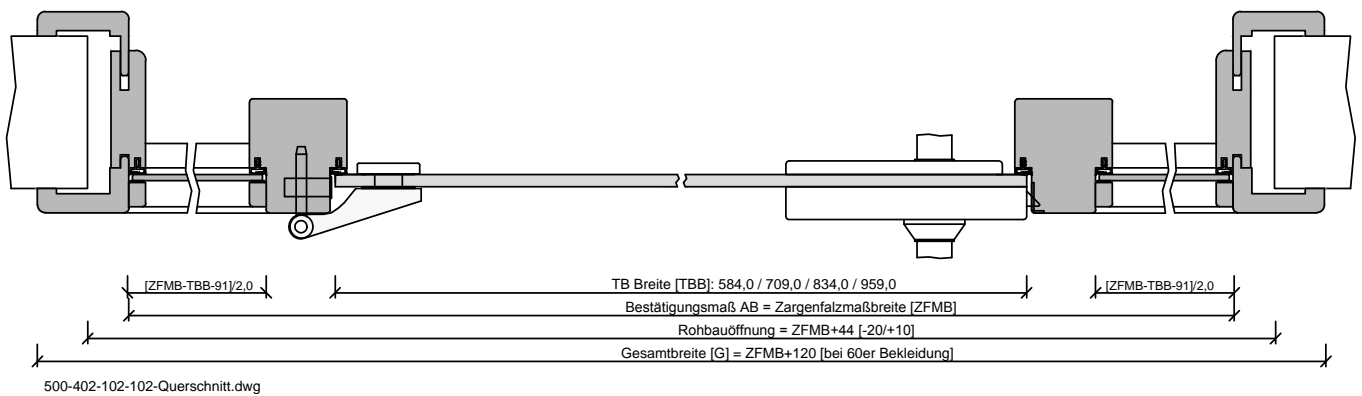 [ZFMB-TBB-91]/2,0
TB Breite [TBB]: 584,0 / 709,0 / 834,0 / 959,0
[ZFMB-TBB-91]/2,0
Bestätigungsmaß AB = Zargenfalzmaßbreite [ZFMB]
Rohbauöffnung = ZFMB+44 [-20/+10]
Gesamtbreite [G] = ZFMB+120 [bei 60er Bekleidung]
500-402-102-102-Querschnitt.dwg